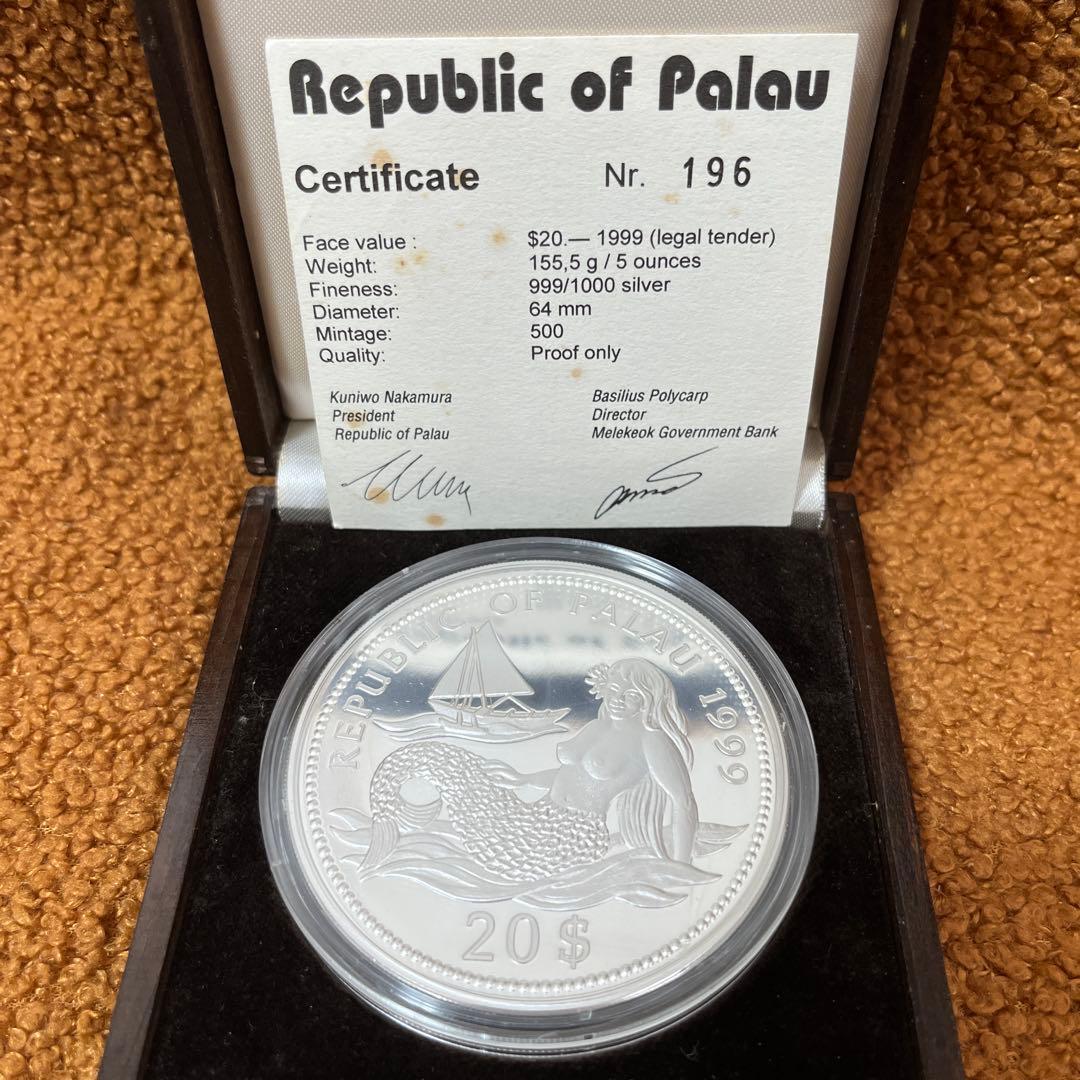 Republic of Palau
Certificate Nr. 196
Face value : $20.— 1999 (legal tender)
Weight: 155,5 g / 5 ounces
Fineness: 999/1000 silver
Diameter: 64 mm
Mintage: 500
Quality: Proof only
Kuniwo Nakamura Basilius Polycarp
President Director
Republic of Palau Melekeok Government Bank
REPUBLIC OF PALAU 1999
20 $